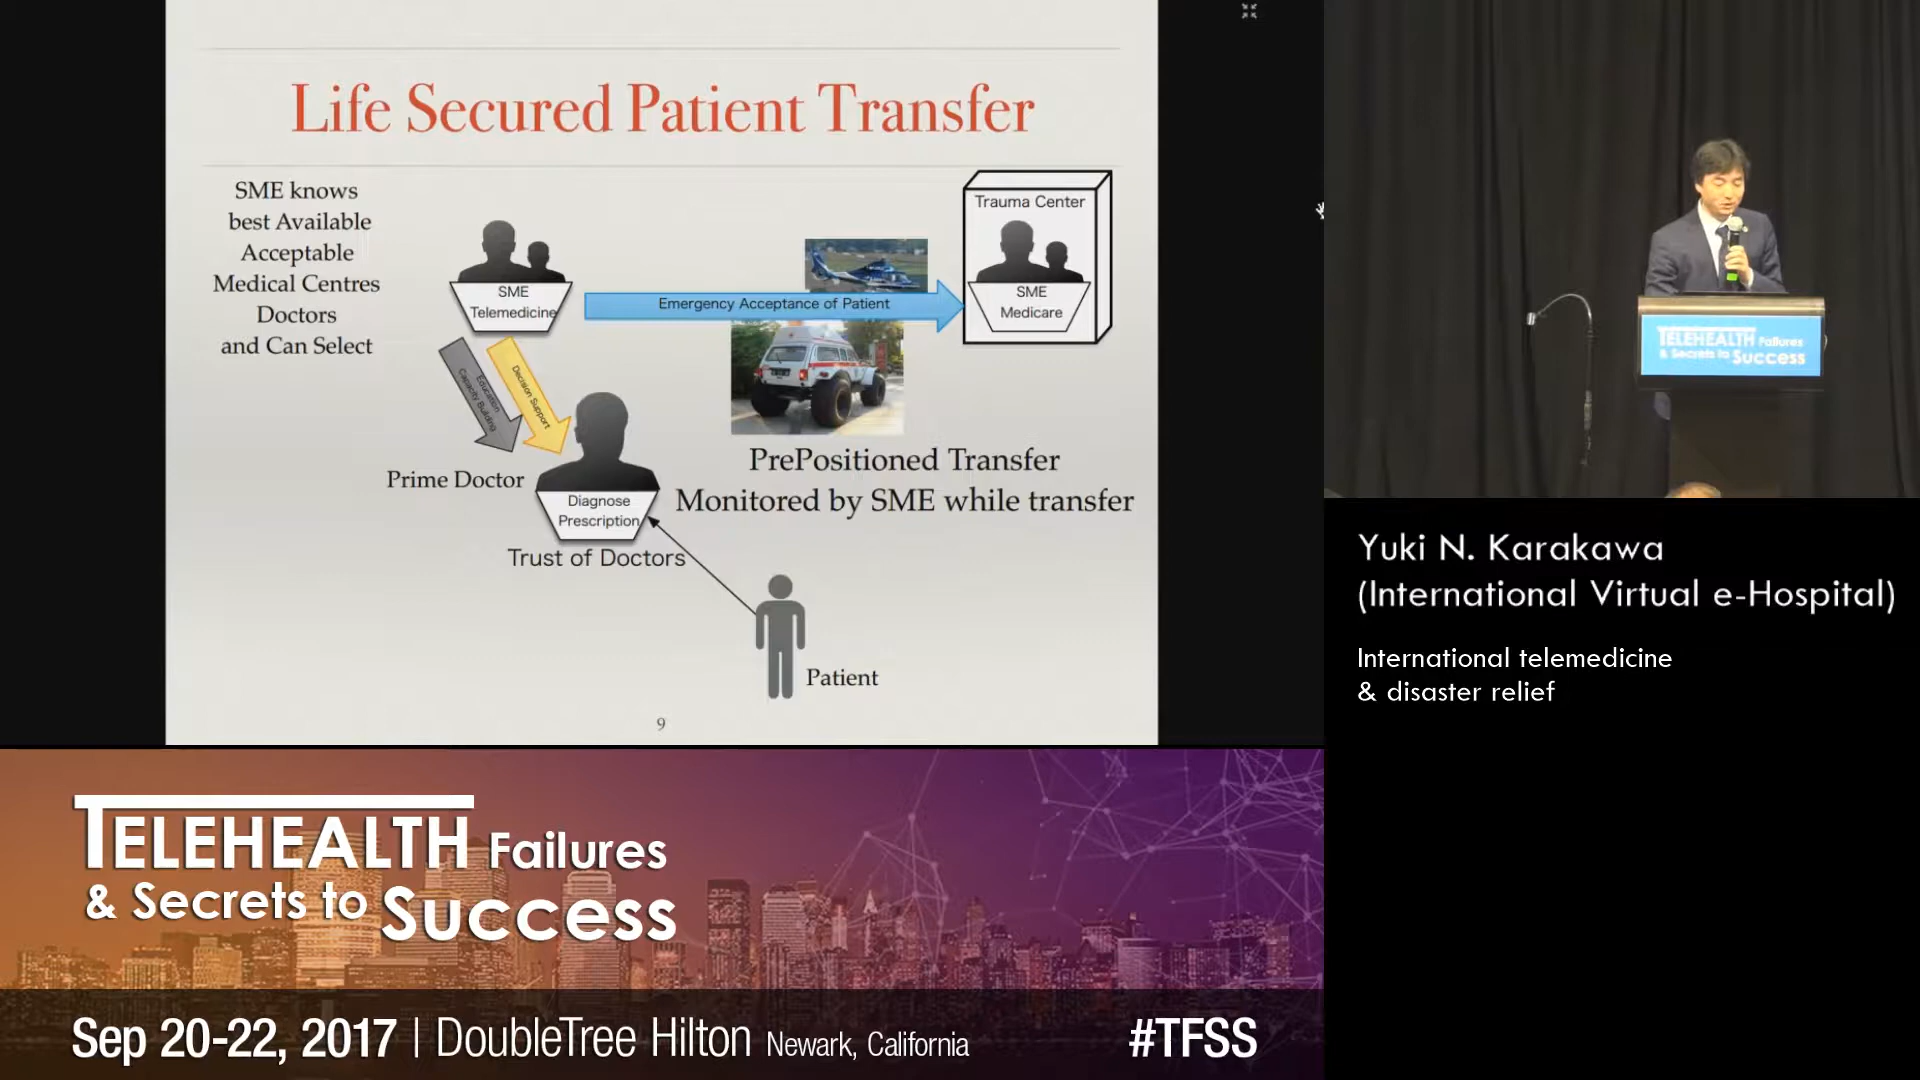 Life Secured Patient Transfer
SME knows
best Available
Acceptable
Medical Centres
Doctors
and Can Select
SME
Telemedicine
Emergency Acceptance of Patient
Trauma Center
SME
Medicare
Education
Capacity Building
Decision Support
Prime Doctor
Diagnose
Prescription
Trust of Doctors
PrePositioned Transfer
Monitored by SME while transfer
Patient
9
TELEHEALTH Failures
& Secrets to Success
Yuki N. Karakawa
(International Virtual e-Hospital)
International telemedicine
& disaster relief
TELEHEALTH Failures
& Secrets to Success
Sep 20-22, 2017 | DoubleTree Hilton Newark, California
#TFSS